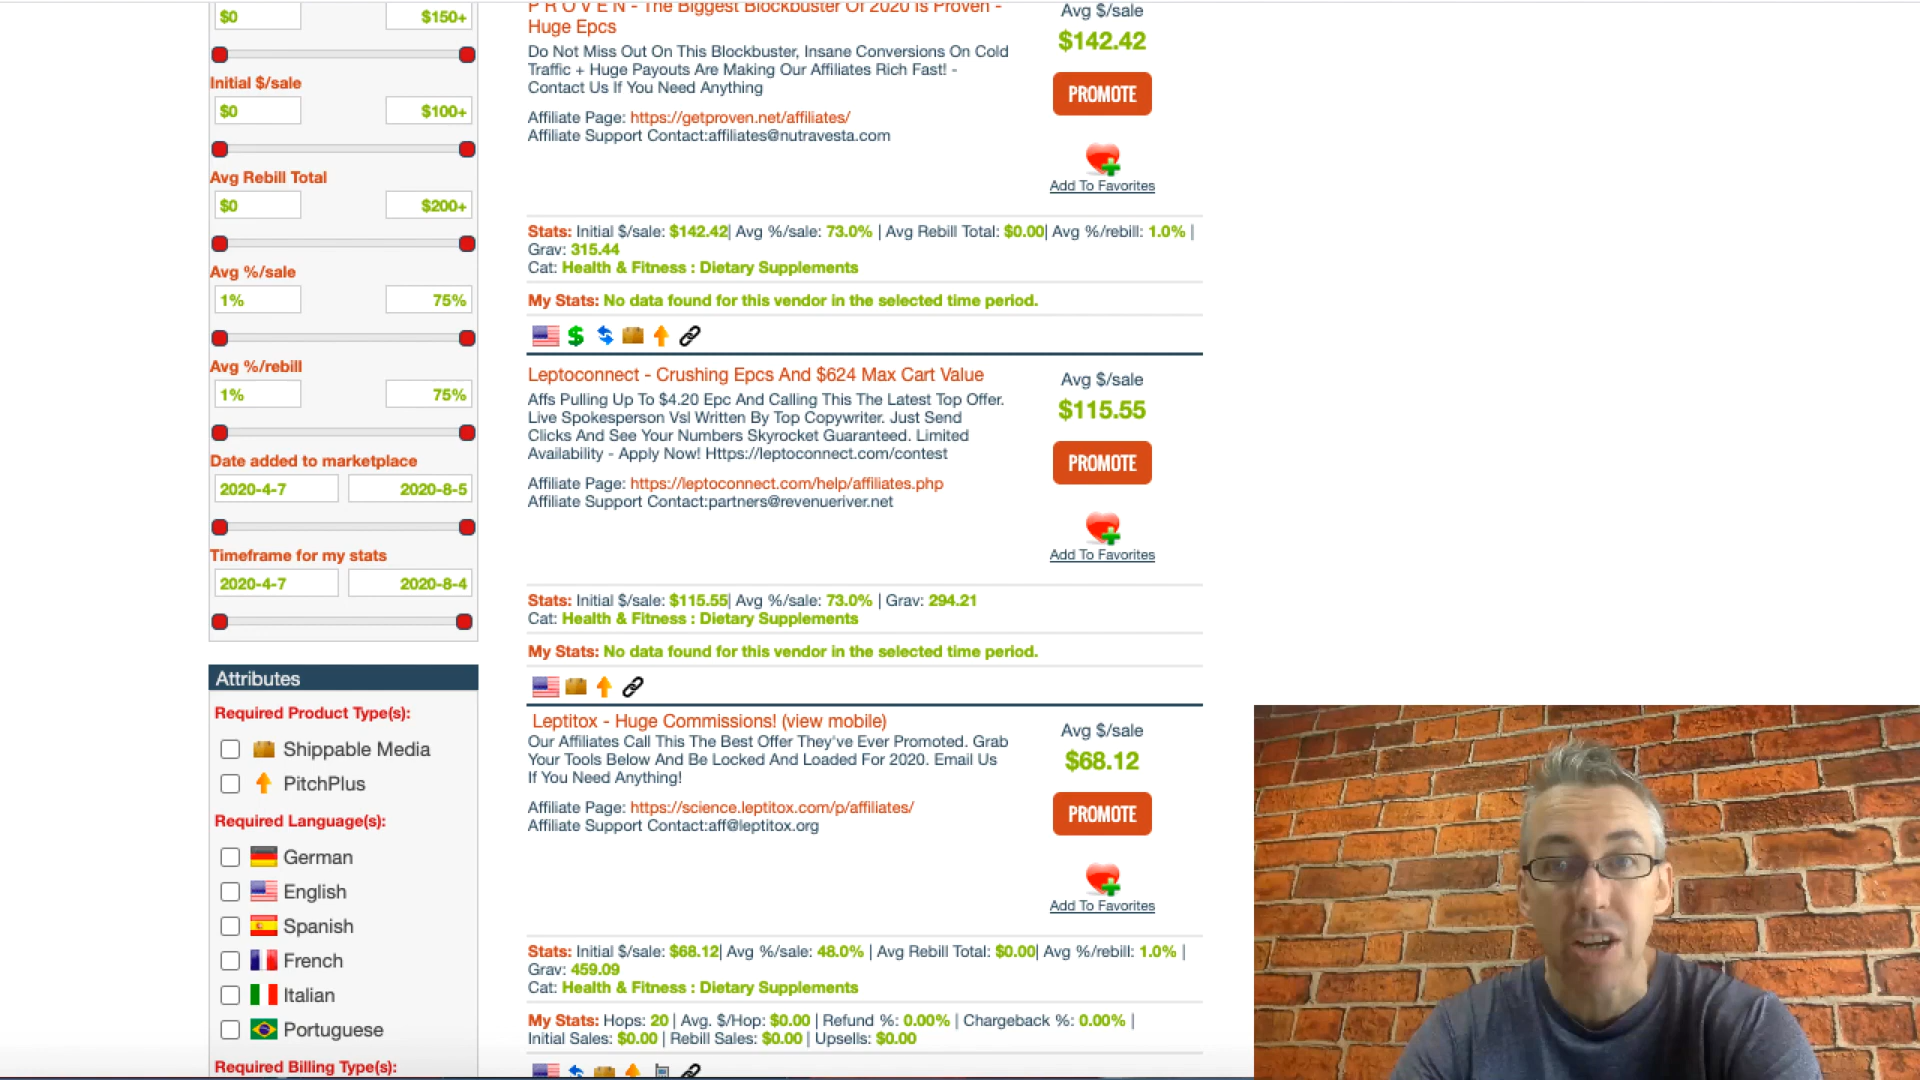 $0
$150+
Initial $/sale
$0
$100+
Avg Rebill Total
$0
$200+
Avg %/sale
1%
75%
Avg %/rebill
1%
75%
Date added to marketplace
2020-4-7
2020-8-5
Timeframe for my stats
2020-4-7
2020-8-4
Attributes
Required Product Type(s):
Shippable Media
PitchPlus
Required Language(s):
German
English
Spanish
French
Italian
Portuguese
Required Billing Type(s):
P R O V E N - The Biggest Blockbuster Of 2020 Is Proven -
Huge Epcs
Do Not Miss Out On This Blockbuster, Insane Conversions On Cold
Traffic + Huge Payouts Are Making Our Affiliates Rich Fast! -
Contact Us If You Need Anything
Affiliate Page: https://getproven.net/affiliates/
Affiliate Support Contact:affiliates@nutravesta.com
Avg $/sale
$142.42
PROMOTE
Add To Favorites
Stats: Initial $/sale: $142.42| Avg %/sale: 73.0% | Avg Rebill Total: $0.00| Avg %/rebill: 1.0% |
Grav: 315.44
Cat: Health & Fitness : Dietary Supplements
My Stats: No data found for this vendor in the selected time period.
$
Leptoconnect - Crushing Epcs And $624 Max Cart Value
Affs Pulling Up To $4.20 Epc And Calling This The Latest Top Offer.
Live Spokesperson Vsl Written By Top Copywriter. Just Send
Clicks And See Your Numbers Skyrocket Guaranteed. Limited
Availability - Apply Now! Https://leptoconnect.com/contest
Affiliate Page: https://leptoconnect.com/help/affiliates.php
Affiliate Support Contact:partners@revenueriver.net
Avg $/sale
$115.55
PROMOTE
Add To Favorites
Stats: Initial $/sale: $115.55| Avg %/sale: 73.0% | Grav: 294.21
Cat: Health & Fitness : Dietary Supplements
My Stats: No data found for this vendor in the selected time period.
Leptitox - Huge Commissions! (view mobile)
Our Affiliates Call This The Best Offer They've Ever Promoted. Grab
Your Tools Below And Be Locked And Loaded For 2020. Email Us
If You Need Anything!
Affiliate Page: https://science.leptitox.com/p/affiliates/
Affiliate Support Contact:aff@leptitox.org
Avg $/sale
$68.12
PROMOTE
Add To Favorites
Stats: Initial $/sale: $68.12| Avg %/sale: 48.0% | Avg Rebill Total: $0.00| Avg %/rebill: 1.0% |
Grav: 459.09
Cat: Health & Fitness : Dietary Supplements
My Stats: Hops: 20 | Avg. $/Hop: $0.00 | Refund %: 0.00% | Chargeback %: 0.00% |
Initial Sales: $0.00 | Rebill Sales: $0.00 | Upsells: $0.00